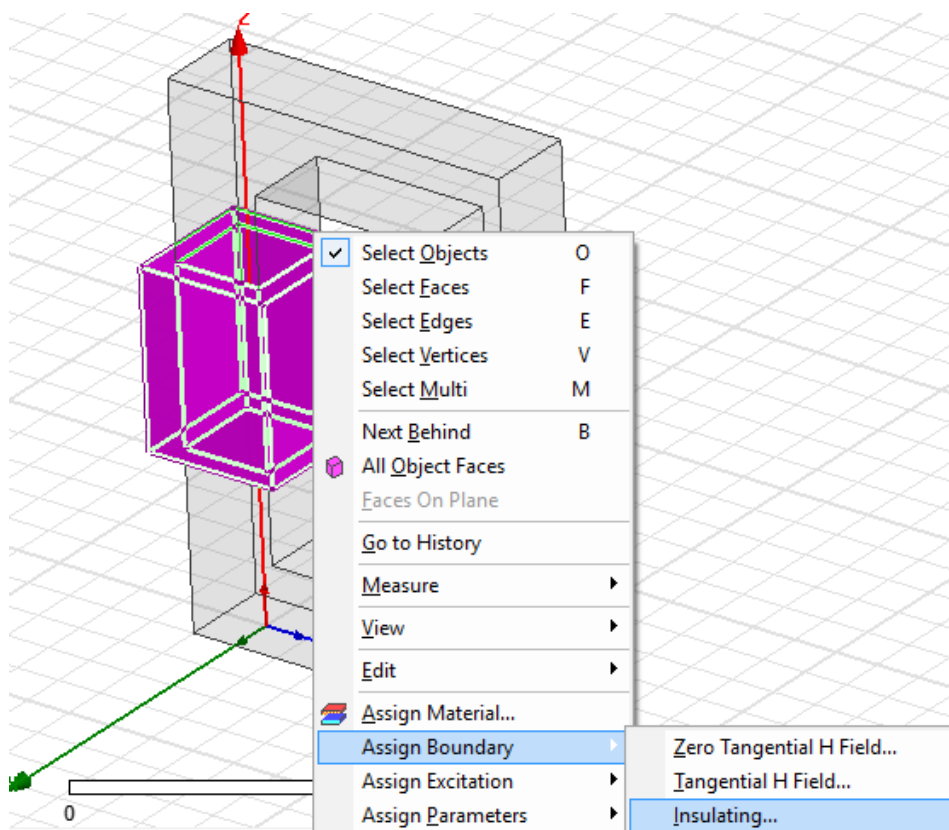 Z
Select Objects O
Select Faces F
Select Edges E
Select Vertices V
Select Multi M
Next Behind B
All Object Faces
Faces On Plane
Go to History
Measure
View
Edit
Assign Material...
Assign Boundary
Zero Tangential H Field...
Assign Excitation
Tangential H Field...
0
Assign Parameters
Insulating...